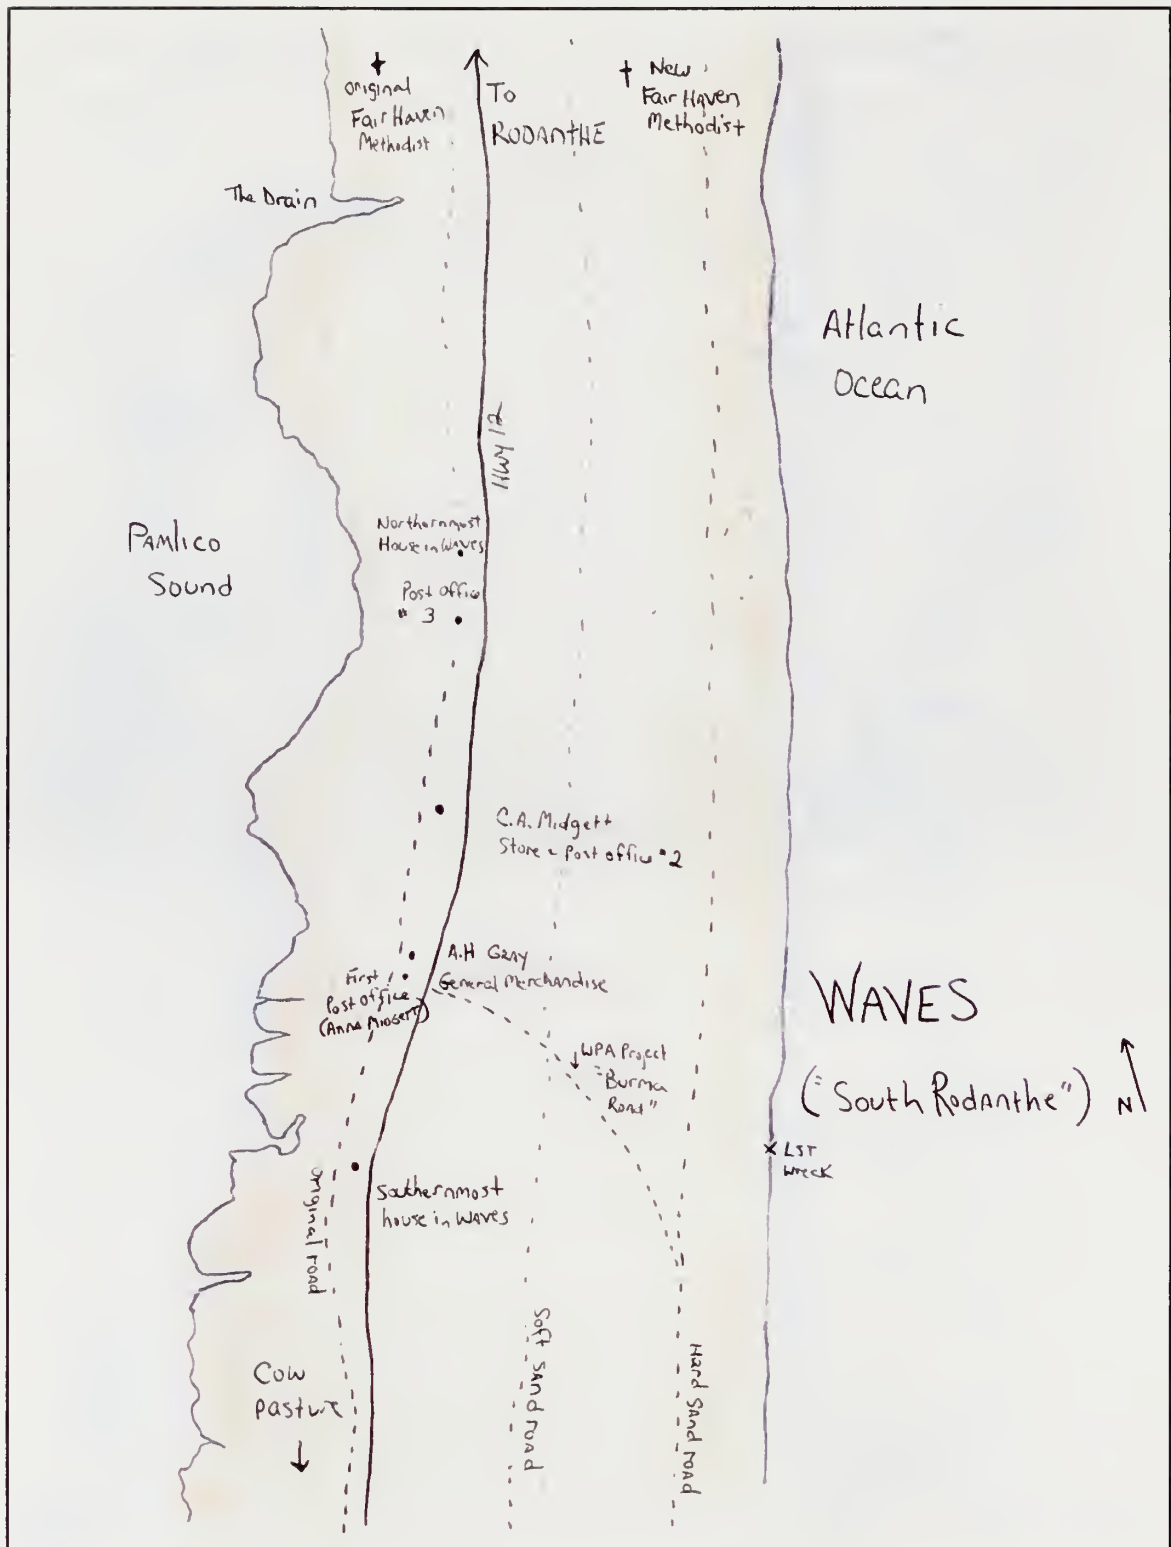 Original
Fair Haven
Methodist
To
RODANTHE
New
Fair Haven
Methodist
The Drain
Atlantic
Ocean
HWY 12
Pamlico
Sound
Northernmost
House in Waves
Post Office
# 3
C.A. Midgett
Store & Post office #2
A.H Gray
General Merchandise
First
Post Office
(Anna Midgett)
WAVES
("South Rodanthe")
N
WPA Project
"Burma
Road"
LST
wreck
Southernmost
house in Waves
original road
Soft Sand road
Hard Sand road
Cow
pasture